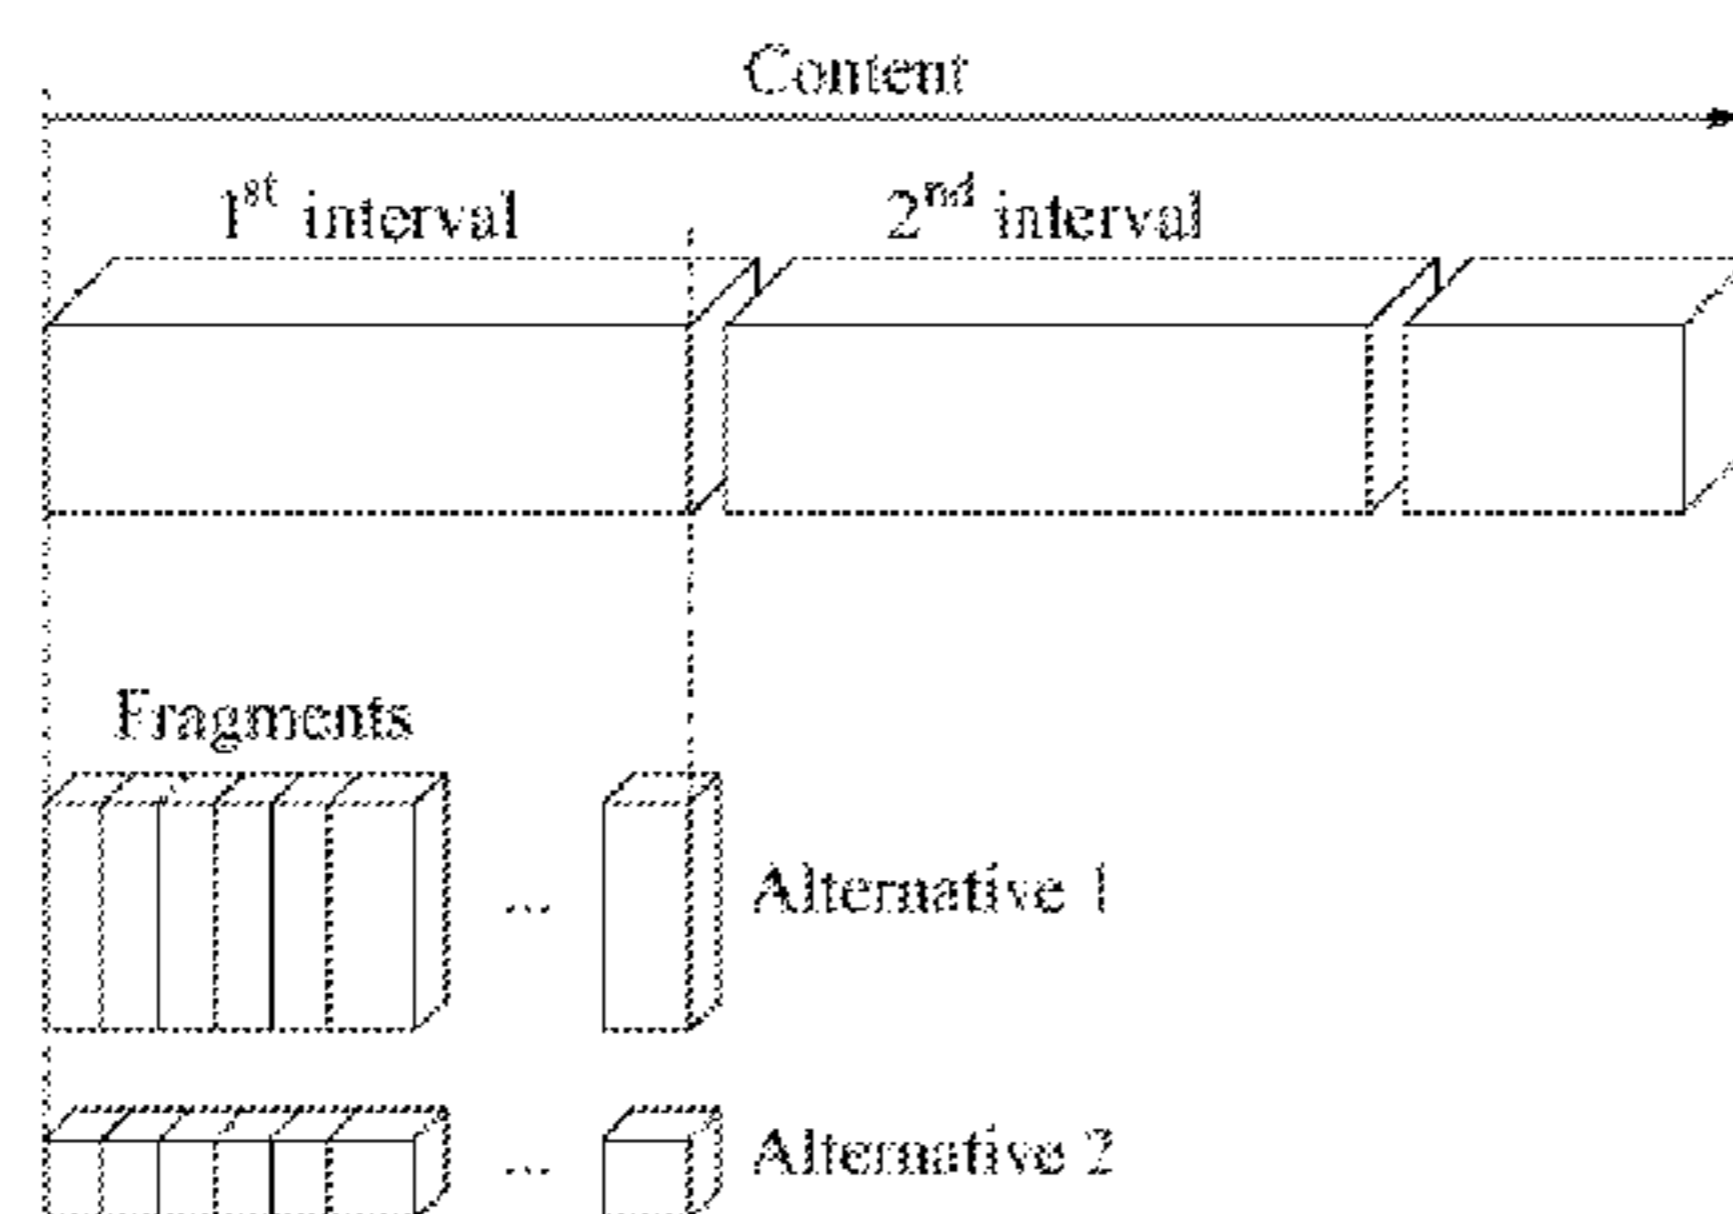 Content
1st interval
2nd interval
Fragments
... Alternative 1
... Alternative 2